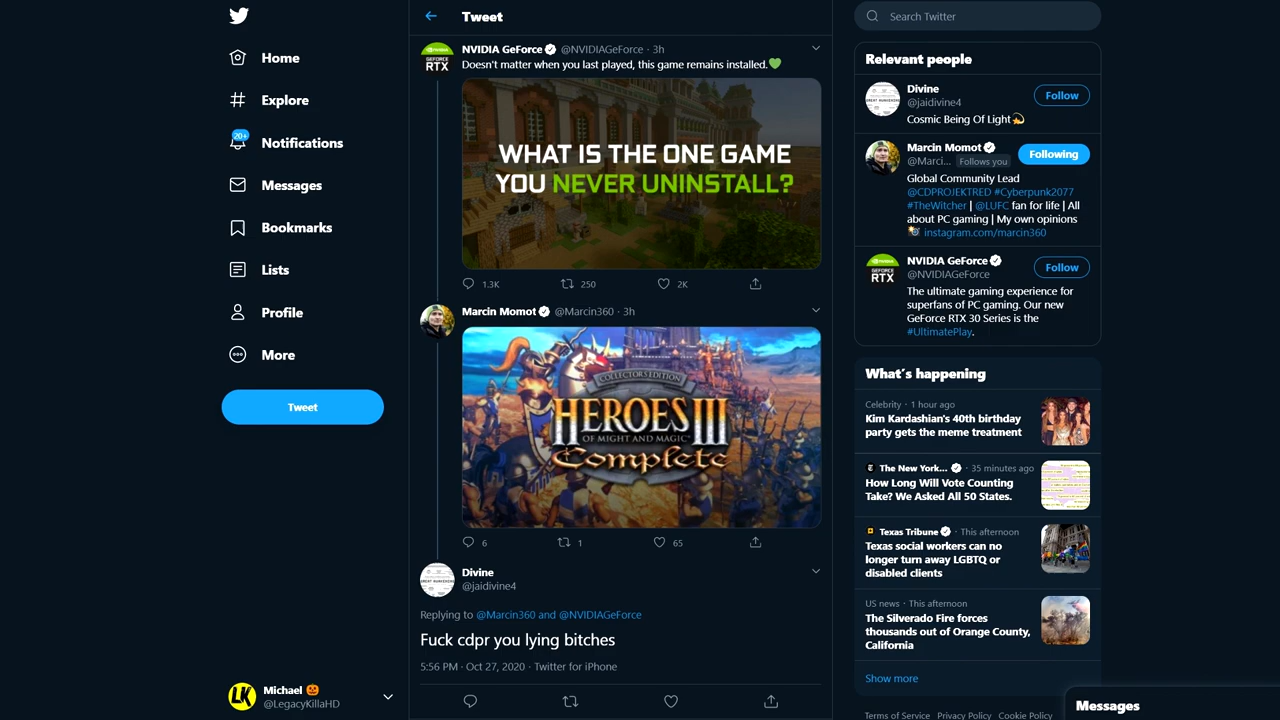 Home
Explore
20+
Notifications
Messages
Bookmarks
Lists
Profile
More
Tweet
Michael 🎃
@LegacyKillaHD
Tweet
NVIDIA GeForce @NVIDIAGeForce · 3h
Doesn't matter when you last played, this game remains installed.💚
GEFORCE
RTX
WHAT IS THE ONE GAME
YOU NEVER UNINSTALL?
1.3K 250 2K
Marcin Momot @Marcin360 · 3h
COLLECTOR'S EDITION
HEROES III
OF MIGHT AND MAGIC
Complete
6 1 65
Divine
@jaidivine4
Replying to @Marcin360 and @NVIDIAGeForce
Fuck cdpr you lying bitches
5:56 PM · Oct 27, 2020 · Twitter for iPhone
Search Twitter
Relevant people
Divine
@jaidivine4
Follow
Cosmic Being Of Light💫
Marcin Momot
@Marci... Follows you
Following
Global Community Lead
@CDPROJEKTRED #Cyberpunk2077
#TheWitcher | @LUFC fan for life | All
about PC gaming | My own opinions
📸 instagram.com/marcin360
NVIDIA GeForce
@NVIDIAGeForce
Follow
GEFORCE
RTX
The ultimate gaming experience for
superfans of PC gaming. Our new
GeForce RTX 30 Series is the
#UltimatePlay.
What's happening
Celebrity · 1 hour ago
Kim Kardashian's 40th birthday
party gets the meme treatment
The New York... · 35 minutes ago
How Long Will Vote Counting
Take? We Asked All 50 States.
Texas Tribune · This afternoon
Texas social workers can no
longer turn away LGBTQ or
disabled clients
US news · This afternoon
The Silverado Fire forces
thousands out of Orange County,
California
Show more
Terms of Service Privacy Policy Cookie Policy
Messages